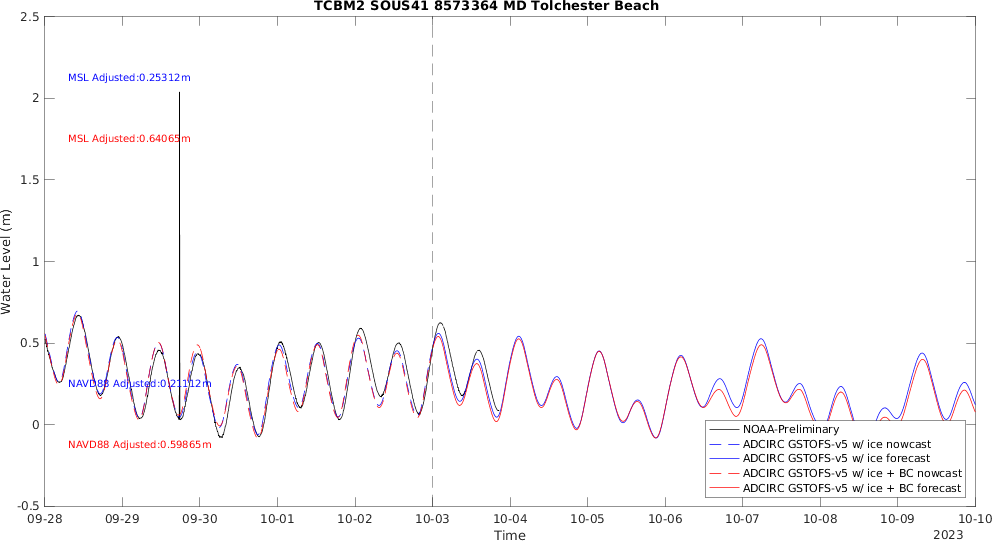 TCBM2 SOUS41 8573364 MD Tolchester Beach
2.5
2
1.5
1
0.5
0
-0.5
Water Level (m)
MSL Adjusted:0.25312m
MSL Adjusted:0.64065m
NAVD88 Adjusted:0.21112m
NAVD88 Adjusted:0.59865m
NOAA-Preliminary
ADCIRC GSTOFS-v5 w/ ice nowcast
ADCIRC GSTOFS-v5 w/ ice forecast
ADCIRC GSTOFS-v5 w/ ice + BC nowcast
ADCIRC GSTOFS-v5 w/ ice + BC forecast
09-28 09-29 09-30 10-01 10-02 10-03 10-04 10-05 10-06 10-07 10-08 10-09 10-10
Time
2023